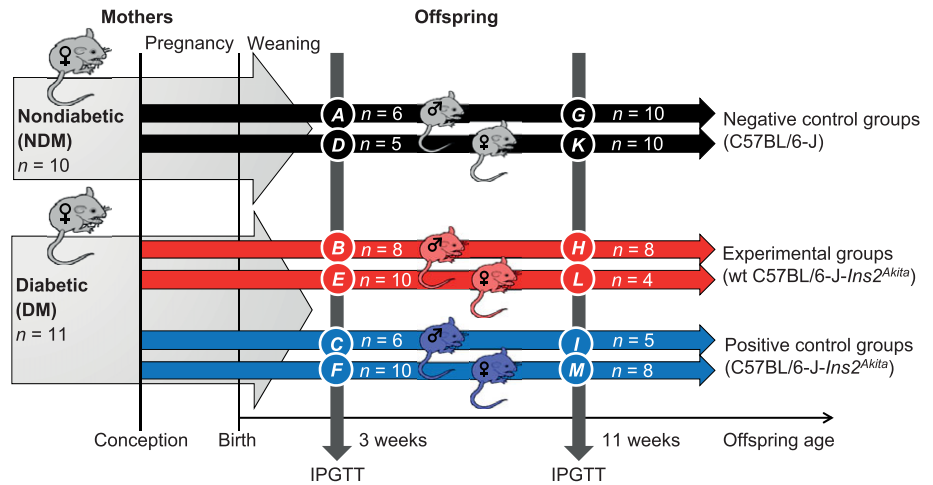 Mothers
Offspring
Pregnancy
Weaning
♀
Nondiabetic
(NDM)
n = 10
A n = 6 ♂ G n = 10
D n = 5 ♀ K n = 10
Negative control groups
(C57BL/6-J)
♀
Diabetic
(DM)
n = 11
B n = 8 ♂ H n = 8
E n = 10 ♀ L n = 4
Experimental groups
(wt C57BL/6-J-Ins2Akita)
C n = 6 ♂ I n = 5
F n = 10 ♀ M n = 8
Positive control groups
(C57BL/6-J-Ins2Akita)
Conception
Birth
3 weeks
11 weeks
Offspring age
IPGTT
IPGTT